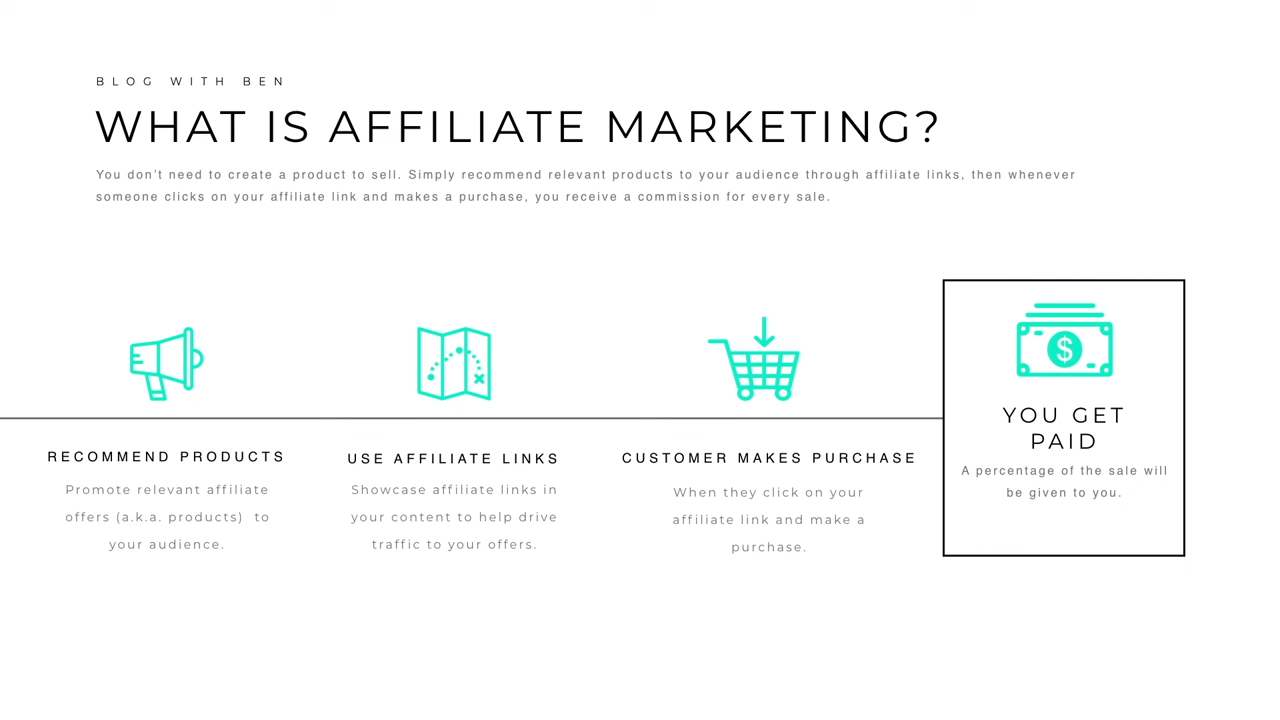 BLOG WITH BEN
WHAT IS AFFILIATE MARKETING?
You don't need to create a product to sell. Simply recommend relevant products to your audience through affiliate links, then whenever
someone clicks on your affiliate link and makes a purchase, you receive a commission for every sale.
RECOMMEND PRODUCTS
Promote relevant affiliate
offers (a.k.a. products)  to
your audience.
USE AFFILIATE LINKS
Showcase affiliate links in
your content to help drive
traffic to your offers.
CUSTOMER MAKES PURCHASE
When they click on your
affiliate link and make a
purchase.
$
YOU GET
PAID
A percentage of the sale will
be given to you.